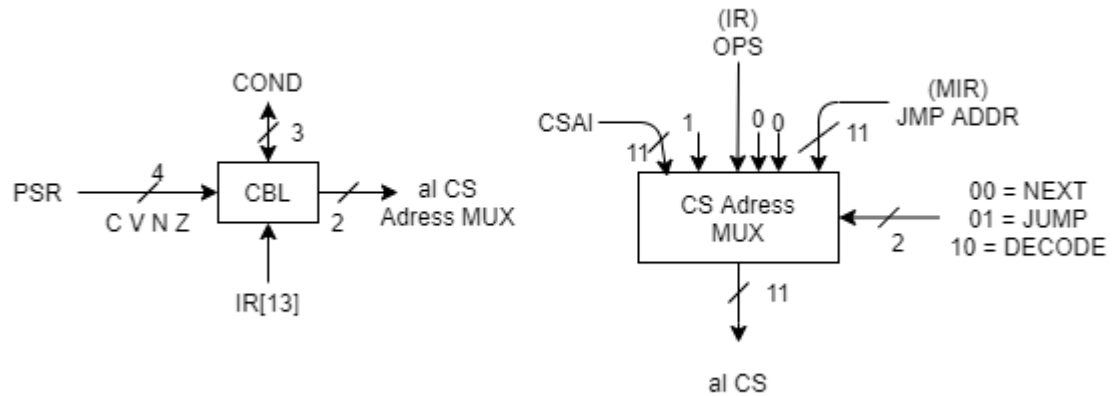 COND
3
PSR
4
C V N Z
CBL
2
al CS
Adress MUX
IR[13]
(IR)
OPS
CSAI
11
1
0
0
11
(MIR)
JMP ADDR
CS Adress
MUX
2
00 = NEXT
01 = JUMP
10 = DECODE
11
al CS